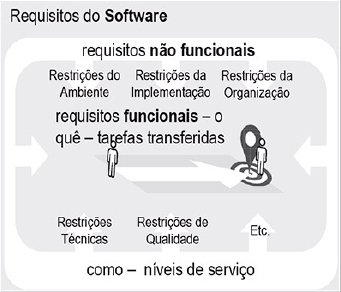 Requisitos do Software
requisitos não funcionais
Restrições do Ambiente
Restrições da Implementação
Restrições da Organização
requisitos funcionais – o
quê – tarefas transferidas
Restrições Técnicas
Restrições de Qualidade
Etc.
como – níveis de serviço